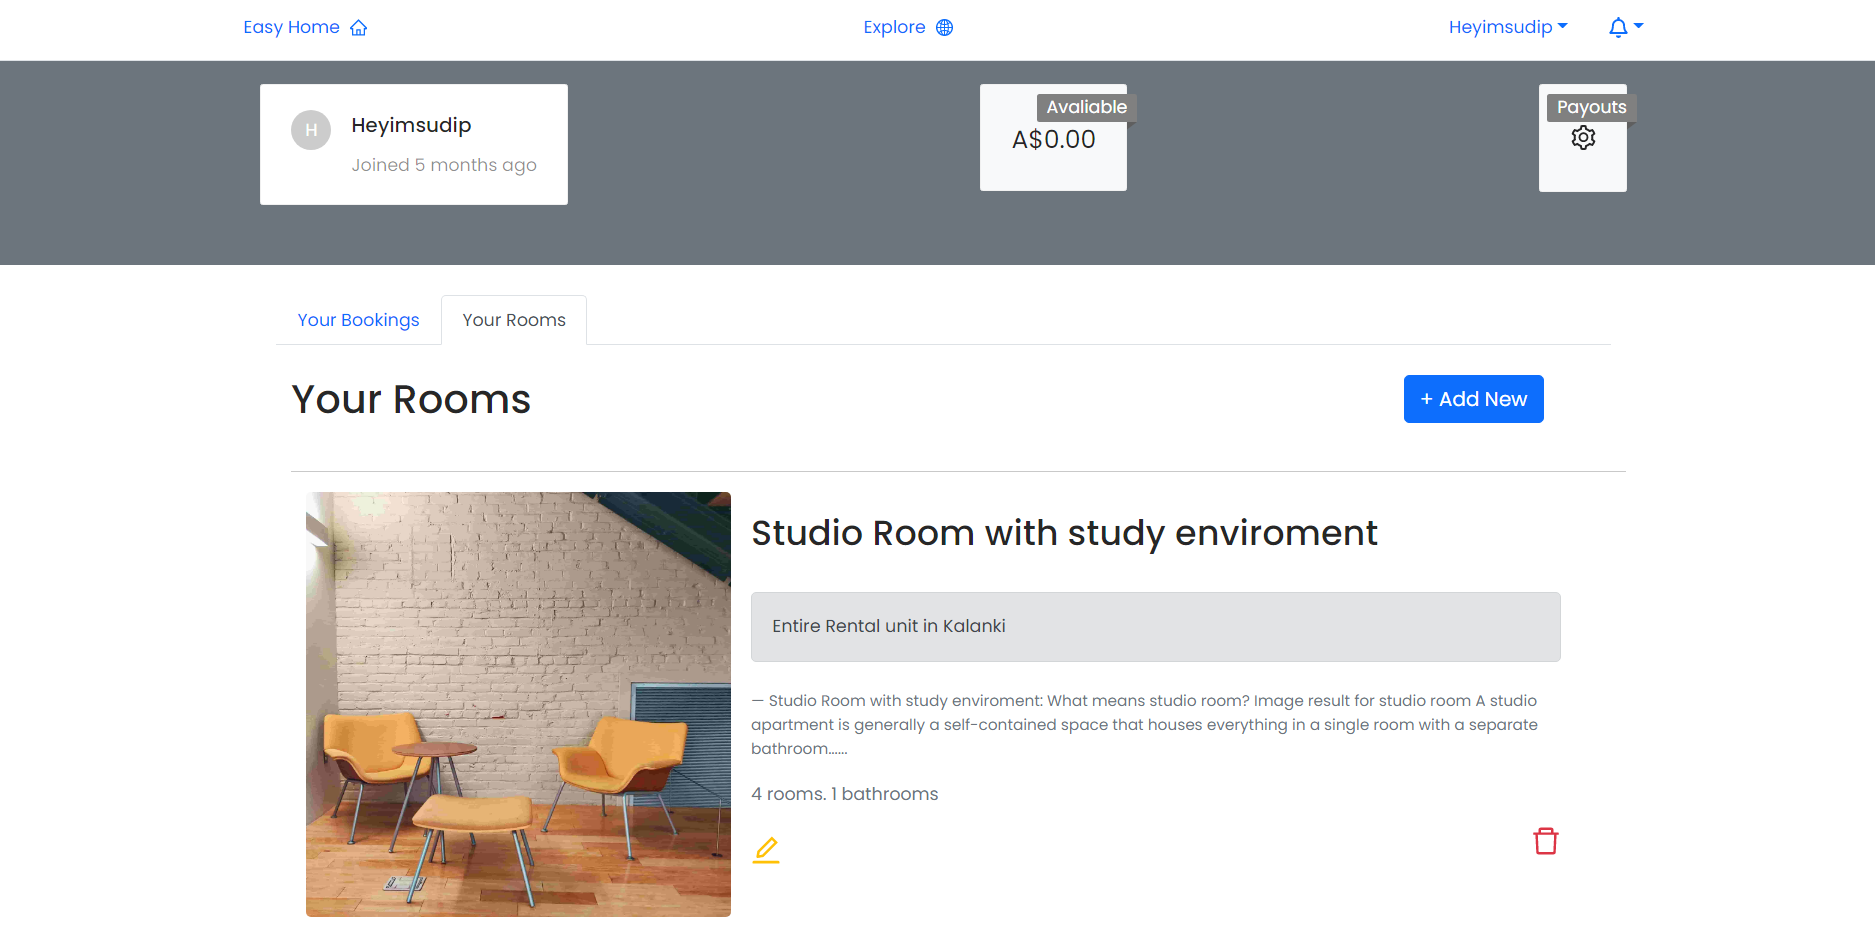 Easy Home
Explore
Heyimsudip
H
Heyimsudip
Joined 5 months ago
Avaliable
A$0.00
Payouts
Your Bookings
Your Rooms
Your Rooms
+ Add New
Studio Room with study enviroment
Entire Rental unit in Kalanki
— Studio Room with study enviroment: What means studio room? Image result for studio room A studio
apartment is generally a self-contained space that houses everything in a single room with a separate
bathroom......
4 rooms. 1 bathrooms